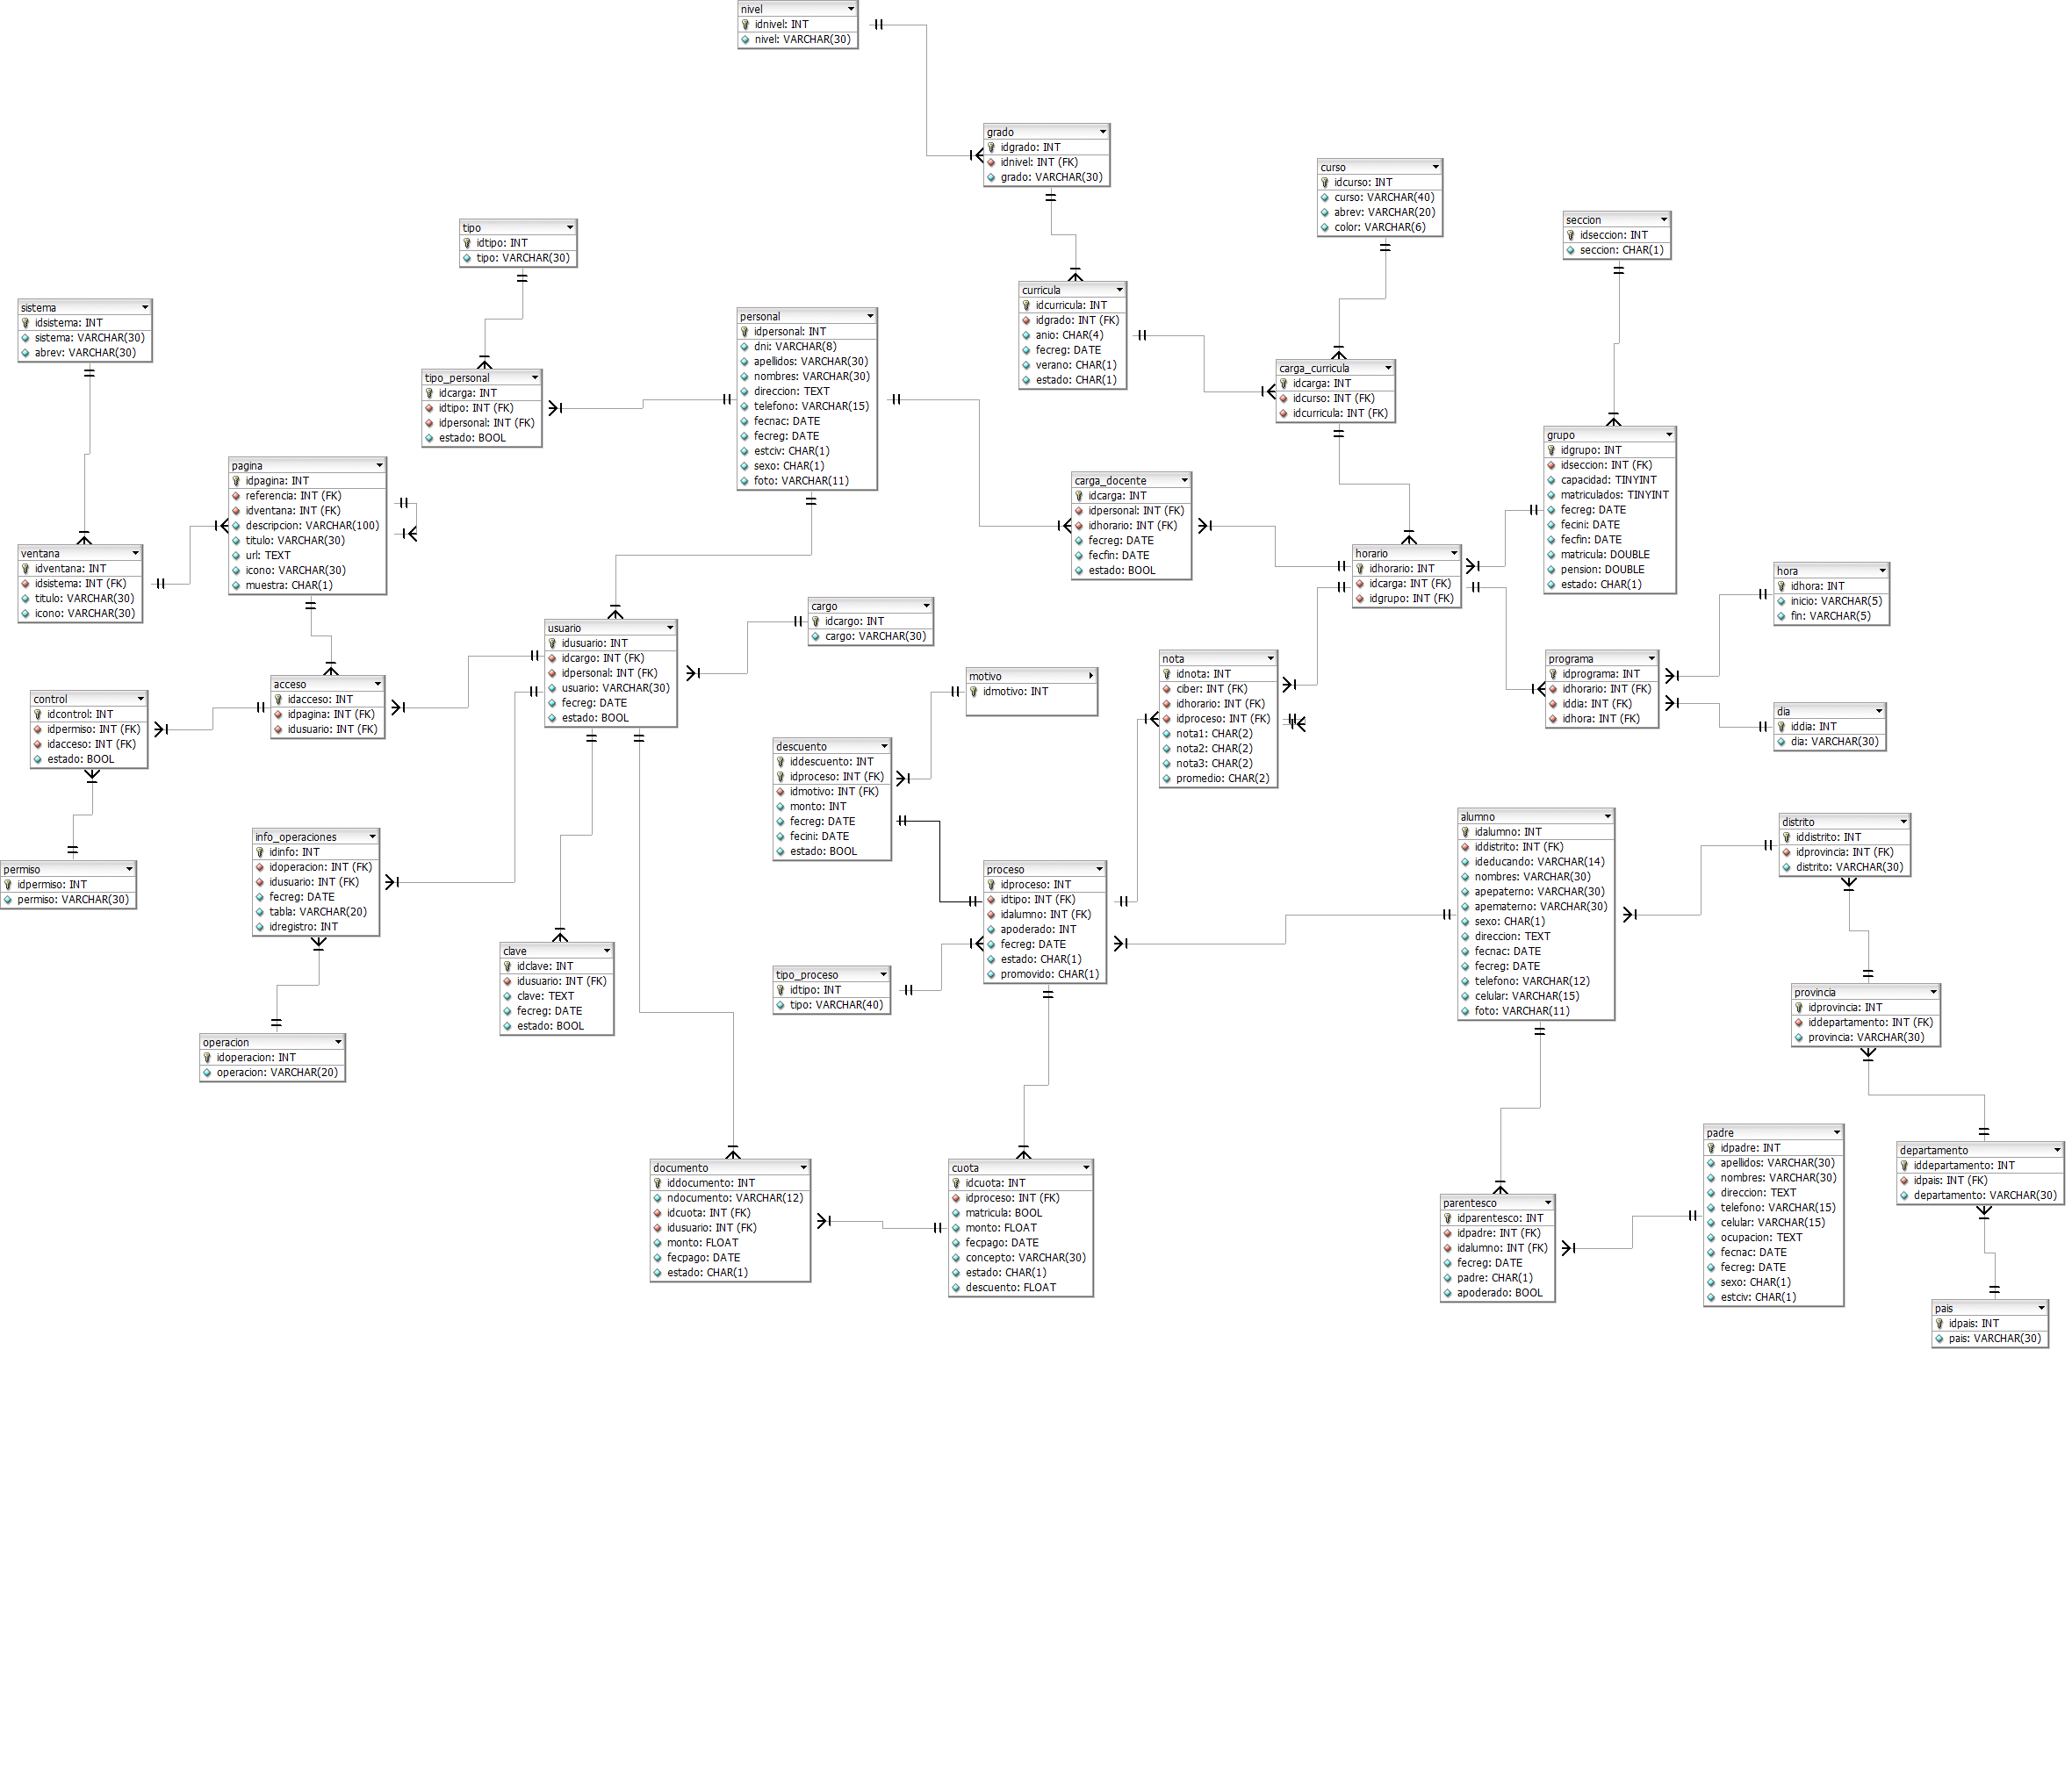 nivel
idnivel: INT
nivel: VARCHAR(30)
grado
idgrado: INT
idnivel: INT (FK)
grado: VARCHAR(30)
curso
idcurso: INT
curso: VARCHAR(40)
abrev: VARCHAR(20)
color: VARCHAR(6)
seccion
idseccion: INT
seccion: CHAR(1)
tipo
idtipo: INT
tipo: VARCHAR(30)
curricula
idcurricula: INT
idgrado: INT (FK)
anio: CHAR(4)
fecreg: DATE
verano: CHAR(1)
estado: CHAR(1)
sistema
idsistema: INT
sistema: VARCHAR(30)
abrev: VARCHAR(30)
personal
idpersonal: INT
dni: VARCHAR(8)
apellidos: VARCHAR(30)
nombres: VARCHAR(30)
direccion: TEXT
telefono: VARCHAR(15)
fecnac: DATE
fecreg: DATE
estciv: CHAR(1)
sexo: CHAR(1)
foto: VARCHAR(11)
carga_curricula
idcarga: INT
idcurso: INT (FK)
idcurricula: INT (FK)
tipo_personal
idcarga: INT
idtipo: INT (FK)
idpersonal: INT (FK)
estado: BOOL
grupo
idgrupo: INT
idseccion: INT (FK)
capacidad: TINYINT
matriculados: TINYINT
fecreg: DATE
fecini: DATE
fecfin: DATE
matricula: DOUBLE
pension: DOUBLE
estado: CHAR(1)
pagina
idpagina: INT
referencia: INT (FK)
idventana: INT (FK)
descripcion: VARCHAR(100)
titulo: VARCHAR(30)
url: TEXT
icono: VARCHAR(30)
muestra: CHAR(1)
carga_docente
idcarga: INT
idpersonal: INT (FK)
idhorario: INT (FK)
fecreg: DATE
fecfin: DATE
estado: BOOL
ventana
idventana: INT
idsistema: INT (FK)
titulo: VARCHAR(30)
icono: VARCHAR(30)
horario
idhorario: INT
idcarga: INT (FK)
idgrupo: INT (FK)
hora
idhora: INT
inicio: VARCHAR(5)
fin: VARCHAR(5)
cargo
idcargo: INT
cargo: VARCHAR(30)
usuario
idusuario: INT
idcargo: INT (FK)
idpersonal: INT (FK)
usuario: VARCHAR(30)
fecreg: DATE
estado: BOOL
nota
idnota: INT
ciber: INT (FK)
idhorario: INT (FK)
idproceso: INT (FK)
nota1: CHAR(2)
nota2: CHAR(2)
nota3: CHAR(2)
promedio: CHAR(2)
programa
idprograma: INT
idhorario: INT (FK)
iddia: INT (FK)
idhora: INT (FK)
motivo
idmotivo: INT
acceso
idacceso: INT
idpagina: INT (FK)
idusuario: INT (FK)
control
idcontrol: INT
idpermiso: INT (FK)
idacceso: INT (FK)
estado: BOOL
dia
iddia: INT
dia: VARCHAR(30)
descuento
iddescuento: INT
idproceso: INT (FK)
idmotivo: INT (FK)
monto: INT
fecreg: DATE
fecini: DATE
estado: BOOL
alumno
idalumno: INT
iddistrito: INT (FK)
ideducando: VARCHAR(14)
nombres: VARCHAR(30)
apepaterno: VARCHAR(30)
apematerno: VARCHAR(30)
sexo: CHAR(1)
direccion: TEXT
fecnac: DATE
fecreg: DATE
telefono: VARCHAR(12)
celular: VARCHAR(15)
foto: VARCHAR(11)
distrito
iddistrito: INT
idprovincia: INT (FK)
distrito: VARCHAR(30)
info_operaciones
idinfo: INT
idoperacion: INT (FK)
idusuario: INT (FK)
fecreg: DATE
tabla: VARCHAR(20)
idregistro: INT
permiso
idpermiso: INT
permiso: VARCHAR(30)
proceso
idproceso: INT
idtipo: INT (FK)
idalumno: INT (FK)
apoderado: INT
fecreg: DATE
estado: CHAR(1)
promovido: CHAR(1)
clave
idclave: INT
idusuario: INT (FK)
clave: TEXT
fecreg: DATE
estado: BOOL
tipo_proceso
idtipo: INT
tipo: VARCHAR(40)
provincia
idprovincia: INT
iddepartamento: INT (FK)
provincia: VARCHAR(30)
operacion
idoperacion: INT
operacion: VARCHAR(20)
padre
idpadre: INT
apellidos: VARCHAR(30)
nombres: VARCHAR(30)
direccion: TEXT
telefono: VARCHAR(15)
celular: VARCHAR(15)
ocupacion: TEXT
fecnac: DATE
fecreg: DATE
sexo: CHAR(1)
estciv: CHAR(1)
departamento
iddepartamento: INT
idpais: INT (FK)
departamento: VARCHAR(30)
documento
iddocumento: INT
ndocumento: VARCHAR(12)
idcuota: INT (FK)
idusuario: INT (FK)
monto: FLOAT
fecpago: DATE
estado: CHAR(1)
cuota
idcuota: INT
idproceso: INT (FK)
matricula: BOOL
monto: FLOAT
fecpago: DATE
concepto: VARCHAR(30)
estado: CHAR(1)
descuento: FLOAT
parentesco
idparentesco: INT
idpadre: INT (FK)
idalumno: INT (FK)
fecreg: DATE
padre: CHAR(1)
apoderado: BOOL
pais
idpais: INT
pais: VARCHAR(30)